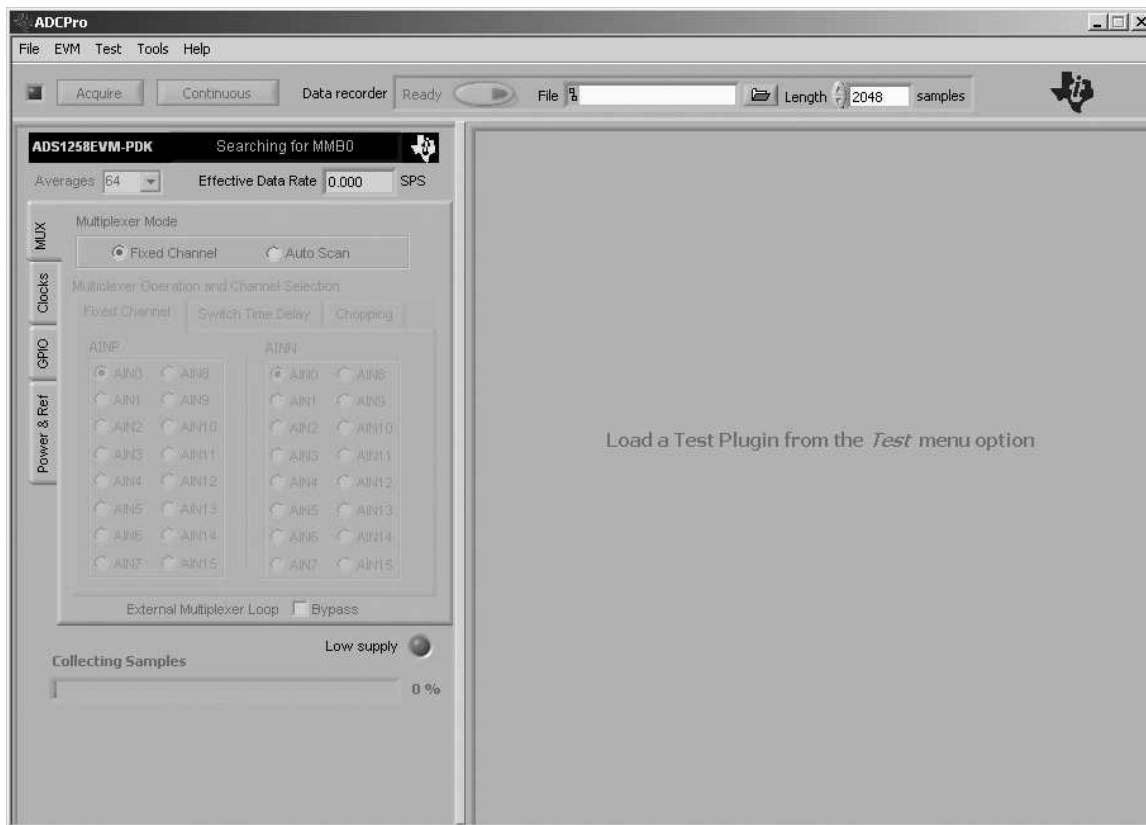 ADCPro
File EVM Test Tools Help
Acquire Continuous Data recorder Ready File Length 2048 samples
ADS1258EVM-PDK Searching for MMB0
Averages 64 Effective Data Rate 0.000 SPS
MUX
Clocks
GPIO
Power & Ref
Multiplexer Mode
Fixed Channel Auto Scan
Multiplexer Operation and Channel Selection
Fixed Channel Switch Time Delay Chopping
AINP AINN
AIN0 AIN8 AIN0 AIN8
AIN1 AIN9 AIN1 AIN9
AIN2 AIN10 AIN2 AIN10
AIN3 AIN11 AIN3 AIN11
AIN4 AIN12 AIN4 AIN12
AIN5 AIN13 AIN5 AIN13
AIN6 AIN14 AIN6 AIN14
AIN7 AIN15 AIN7 AIN15
External Multiplexer Loop Bypass
Low supply
Collecting Samples
0 %
Load a Test Plugin from the Test menu option